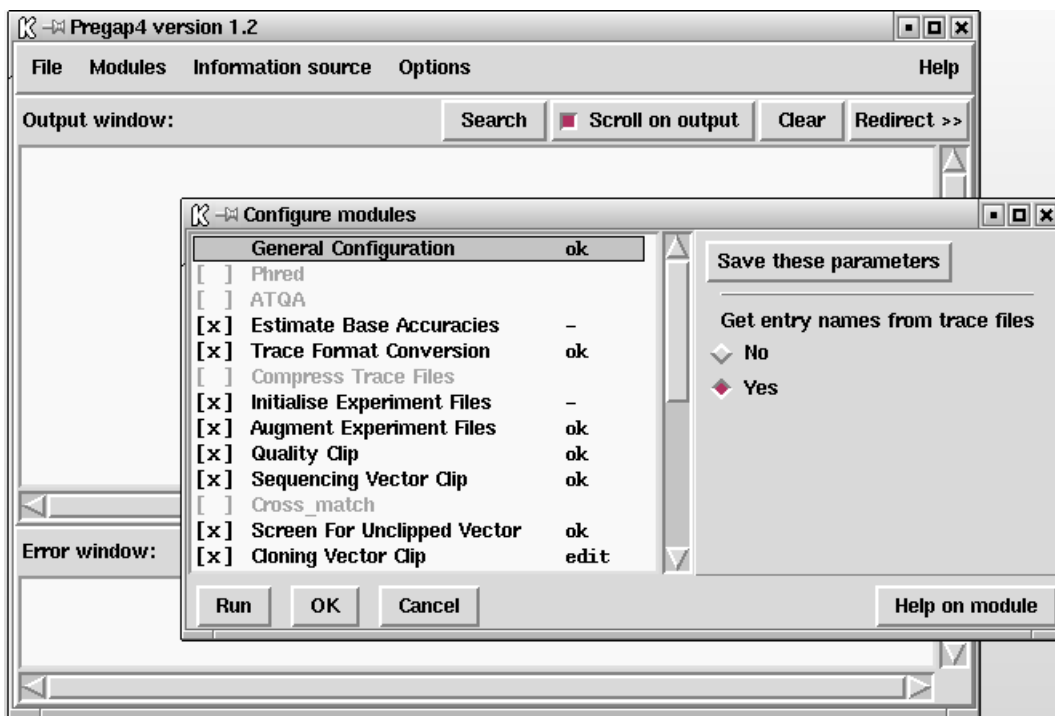 Pregap4 version 1.2
File Modules Information source Options Help
Output window: Search Scroll on output Clear Redirect >>
Configure modules
General Configuration ok
[ ] Phred
[ ] ATQA
[x] Estimate Base Accuracies –
[x] Trace Format Conversion ok
[ ] Compress Trace Files
[x] Initialise Experiment Files –
[x] Augment Experiment Files ok
[x] Quality Clip ok
[x] Sequencing Vector Clip ok
[ ] Cross_match
[x] Screen For Unclipped Vector ok
[x] Cloning Vector Clip edit
Save these parameters
Get entry names from trace files
No
Yes
Error window:
Run OK Cancel Help on module